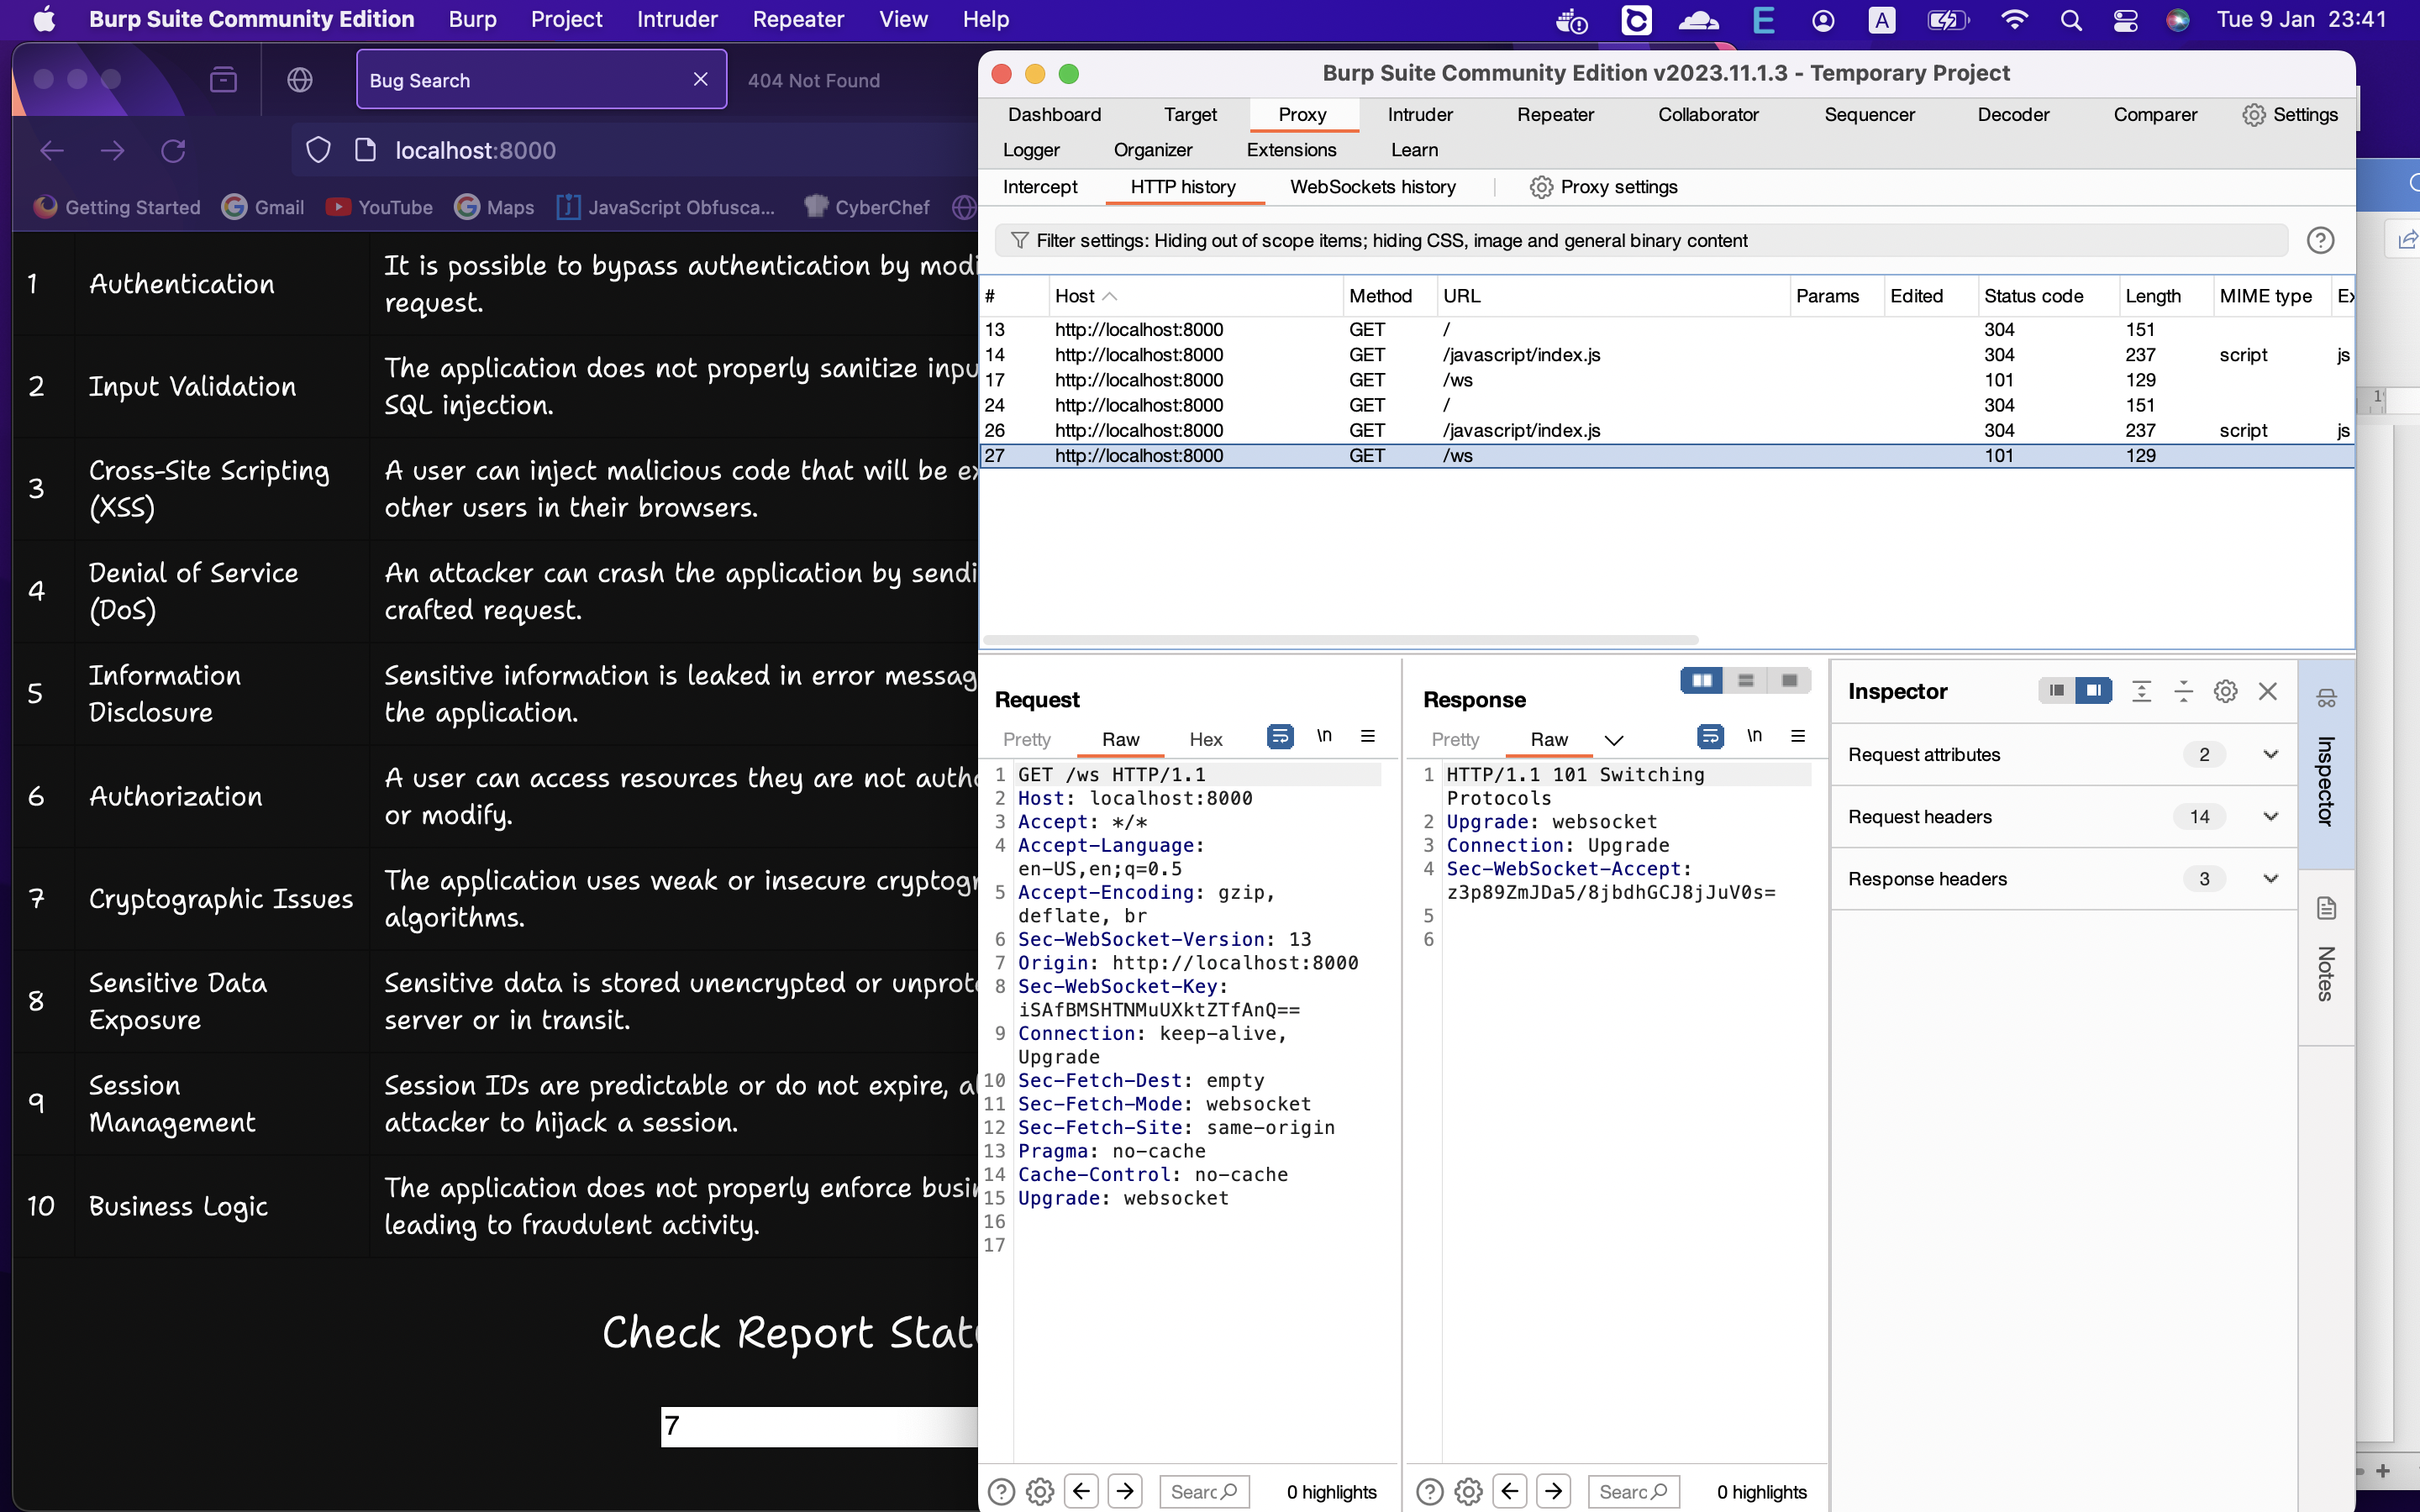 Burp Suite Community Edition Burp Project Intruder Repeater View Help
E A Tue 9 Jan 23:41
Bug Search
404 Not Found
localhost:8000
Getting Started Gmail YouTube Maps JavaScript Obfusca... CyberChef
1 Authentication
It is possible to bypass authentication by modi
request.
2 Input Validation
The application does not properly sanitize inpu
SQL injection.
3 Cross-Site Scripting
(XSS)
A user can inject malicious code that will be ex
other users in their browsers.
4 Denial of Service
(DoS)
An attacker can crash the application by sendi
crafted request.
5 Information
Disclosure
Sensitive information is leaked in error messag
the application.
6 Authorization
A user can access resources they are not autho
or modify.
7 Cryptographic Issues
The application uses weak or insecure cryptogr
algorithms.
8 Sensitive Data
Exposure
Sensitive data is stored unencrypted or unprote
server or in transit.
9 Session
Management
Session IDs are predictable or do not expire, al
attacker to hijack a session.
10 Business Logic
The application does not properly enforce busin
leading to fraudulent activity.
Check Report Statu
7
Burp Suite Community Edition v2023.11.1.3 - Temporary Project
Dashboard Target Proxy Intruder Repeater Collaborator Sequencer Decoder Comparer Settings
Logger Organizer Extensions Learn
Intercept HTTP history WebSockets history Proxy settings
Filter settings: Hiding out of scope items; hiding CSS, image and general binary content
# Host Method URL Params Edited Status code Length MIME type Ex
13 http://localhost:8000 GET / 304 151
14 http://localhost:8000 GET /javascript/index.js 304 237 script js
17 http://localhost:8000 GET /ws 101 129
24 http://localhost:8000 GET / 304 151
26 http://localhost:8000 GET /javascript/index.js 304 237 script js
27 http://localhost:8000 GET /ws 101 129
Request
Pretty Raw Hex \n
1 GET /ws HTTP/1.1
2 Host: localhost:8000
3 Accept: */*
4 Accept-Language:
en-US,en;q=0.5
5 Accept-Encoding: gzip,
deflate, br
6 Sec-WebSocket-Version: 13
7 Origin: http://localhost:8000
8 Sec-WebSocket-Key:
iSAfBMSHTNMuUXktZTfAnQ==
9 Connection: keep-alive,
Upgrade
10 Sec-Fetch-Dest: empty
11 Sec-Fetch-Mode: websocket
12 Sec-Fetch-Site: same-origin
13 Pragma: no-cache
14 Cache-Control: no-cache
15 Upgrade: websocket
16
17
Searc 0 highlights
Response
Pretty Raw \n
1 HTTP/1.1 101 Switching
Protocols
2 Upgrade: websocket
3 Connection: Upgrade
4 Sec-WebSocket-Accept:
z3p89ZmJDa5/8jbdhGCJ8jJuV0s=
5
6
Searc 0 highlights
Inspector
Request attributes 2
Request headers 14
Response headers 3
Inspector
Notes